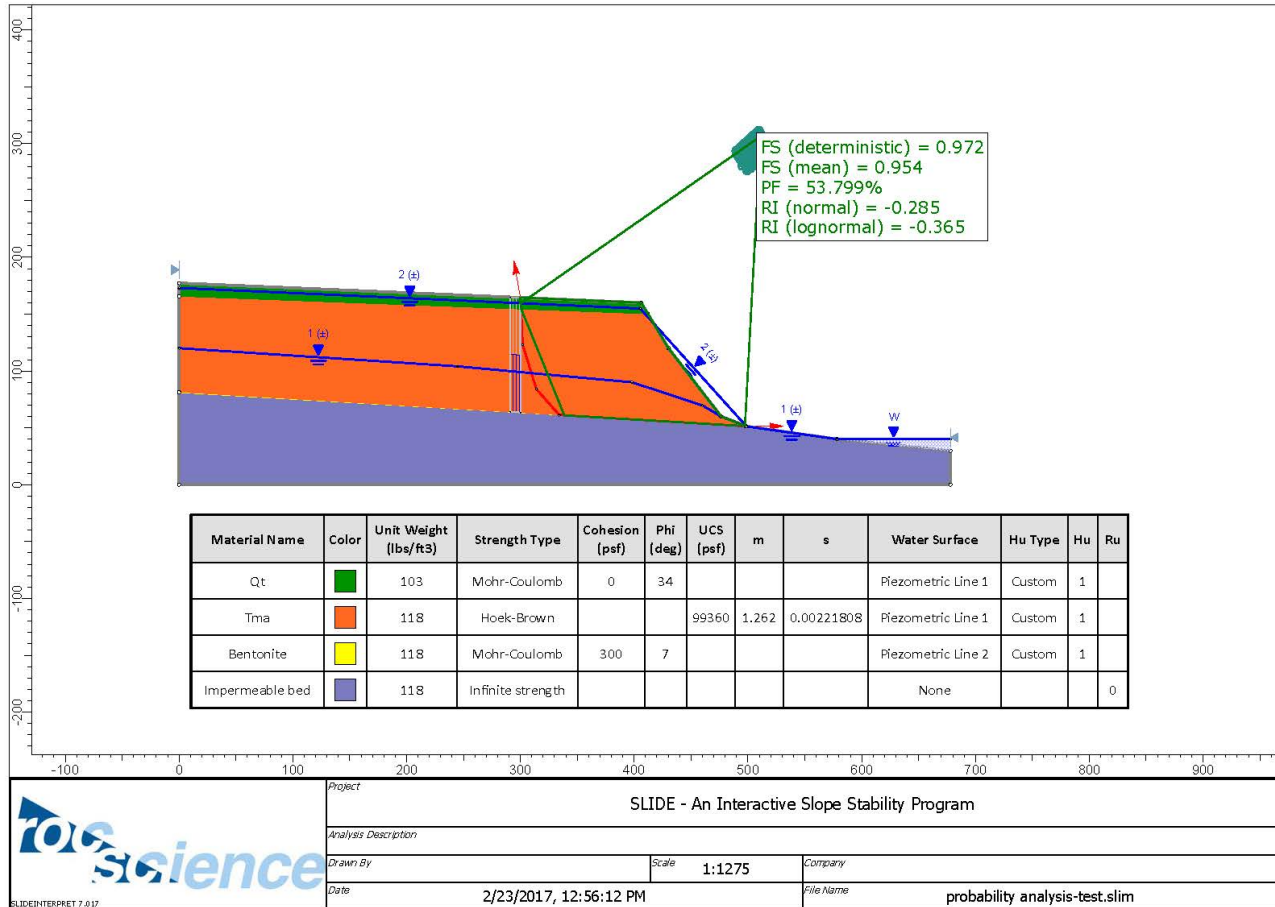 400
300
200
100
0
-100
-200
FS (deterministic) = 0.972
FS (mean) = 0.954
PF = 53.799%
RI (normal) = -0.285
RI (lognormal) = -0.365
2 (±)
1 (±)
2 (±)
1 (±)
W
Material Name Color Unit Weight (lbs/ft3) Strength Type Cohesion (psf) Phi (deg) UCS (psf) m s Water Surface Hu Type Hu Ru
Qt 103 Mohr-Coulomb 0 34 Piezometric Line 1 Custom 1
Tma 118 Hoek-Brown 99360 1.262 0.00221808 Piezometric Line 1 Custom 1
Bentonite 118 Mohr-Coulomb 300 7 Piezometric Line 2 Custom 1
Impermeable bed 118 Infinite strength None 0
-100 0 100 200 300 400 500 600 700 800 900
rocscience
SLIDEINTERPRET 7.017
Project
SLIDE - An Interactive Slope Stability Program
Analysis Description
Drawn By Scale 1:1275 Company
Date 2/23/2017, 12:56:12 PM File Name probability analysis-test.slim